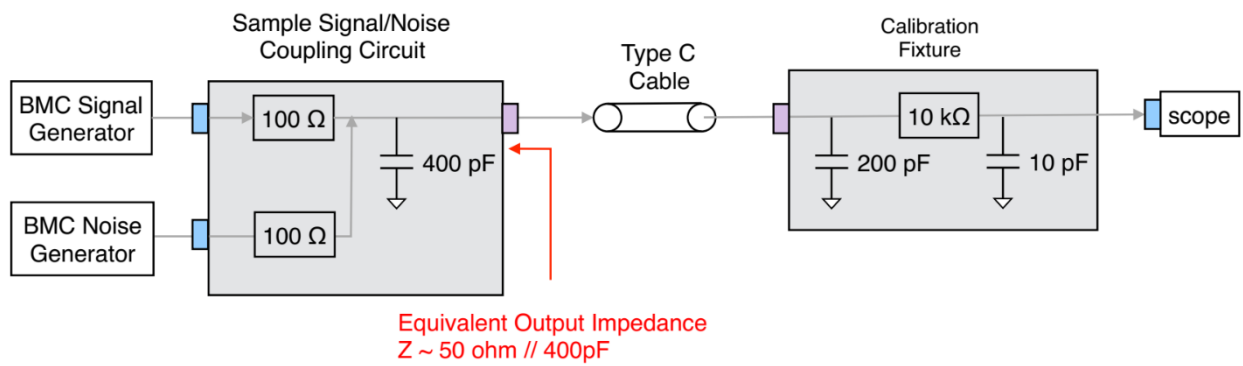 Sample Signal/Noise
Coupling Circuit
Calibration
Fixture
Type C
Cable
BMC Signal
Generator
100 Ω
400 pF
10 kΩ
scope
200 pF
10 pF
BMC Noise
Generator
100 Ω
Equivalent Output Impedance
Z ~ 50 ohm // 400pF